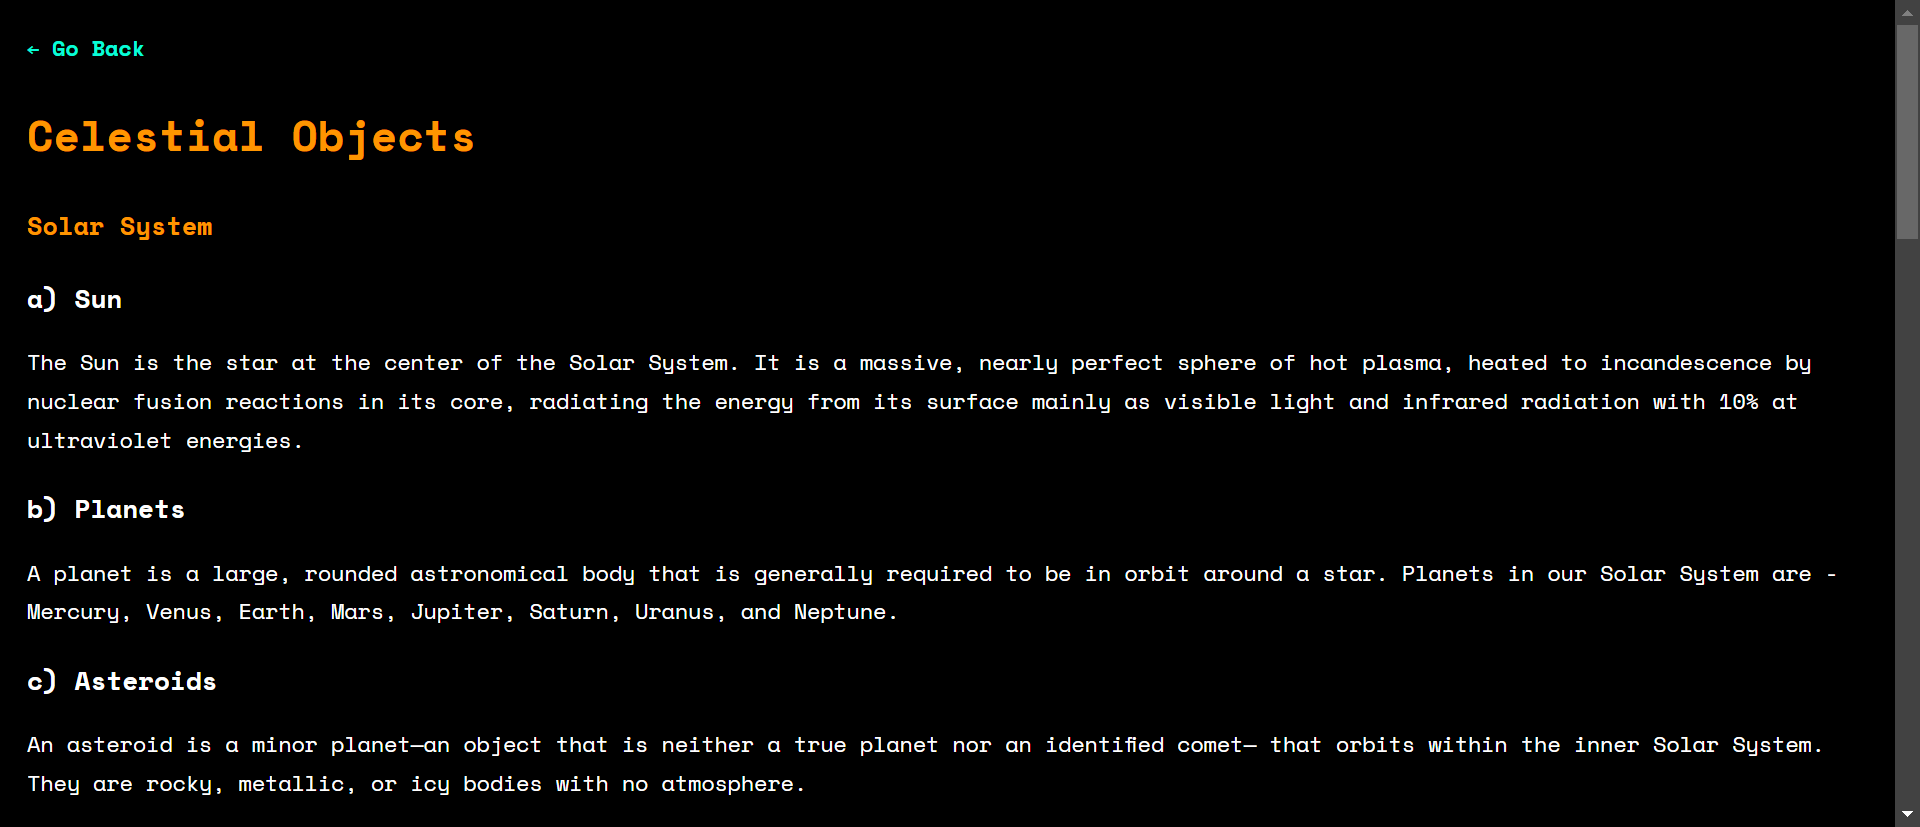 ← Go Back
Celestial Objects
Solar System
a) Sun
The Sun is the star at the center of the Solar System. It is a massive, nearly perfect sphere of hot plasma, heated to incandescence by
nuclear fusion reactions in its core, radiating the energy from its surface mainly as visible light and infrared radiation with 10% at
ultraviolet energies.
b) Planets
A planet is a large, rounded astronomical body that is generally required to be in orbit around a star. Planets in our Solar System are -
Mercury, Venus, Earth, Mars, Jupiter, Saturn, Uranus, and Neptune.
c) Asteroids
An asteroid is a minor planet—an object that is neither a true planet nor an identified comet— that orbits within the inner Solar System.
They are rocky, metallic, or icy bodies with no atmosphere.